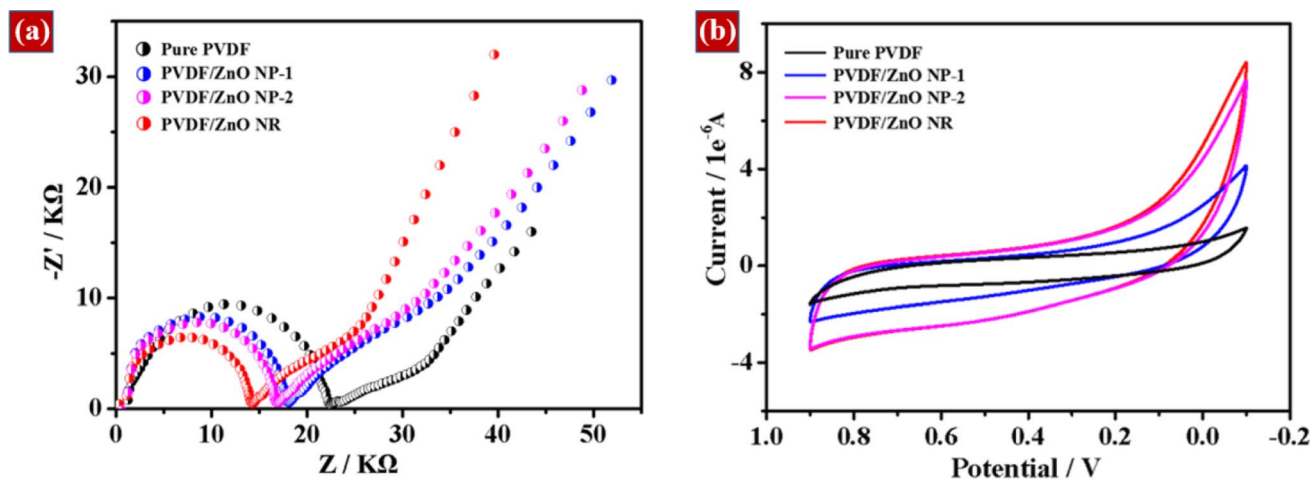 (a)
Pure PVDF
PVDF/ZnO NP-1
PVDF/ZnO NP-2
PVDF/ZnO NR
30
20
10
0
-Z' / KΩ
0 10 20 30 40 50
Z / KΩ
(b)
Pure PVDF
PVDF/ZnO NP-1
PVDF/ZnO NP-2
PVDF/ZnO NR
8
4
0
-4
Current / 1e⁻⁶A
1.0 0.8 0.6 0.4 0.2 0.0 -0.2
Potential / V